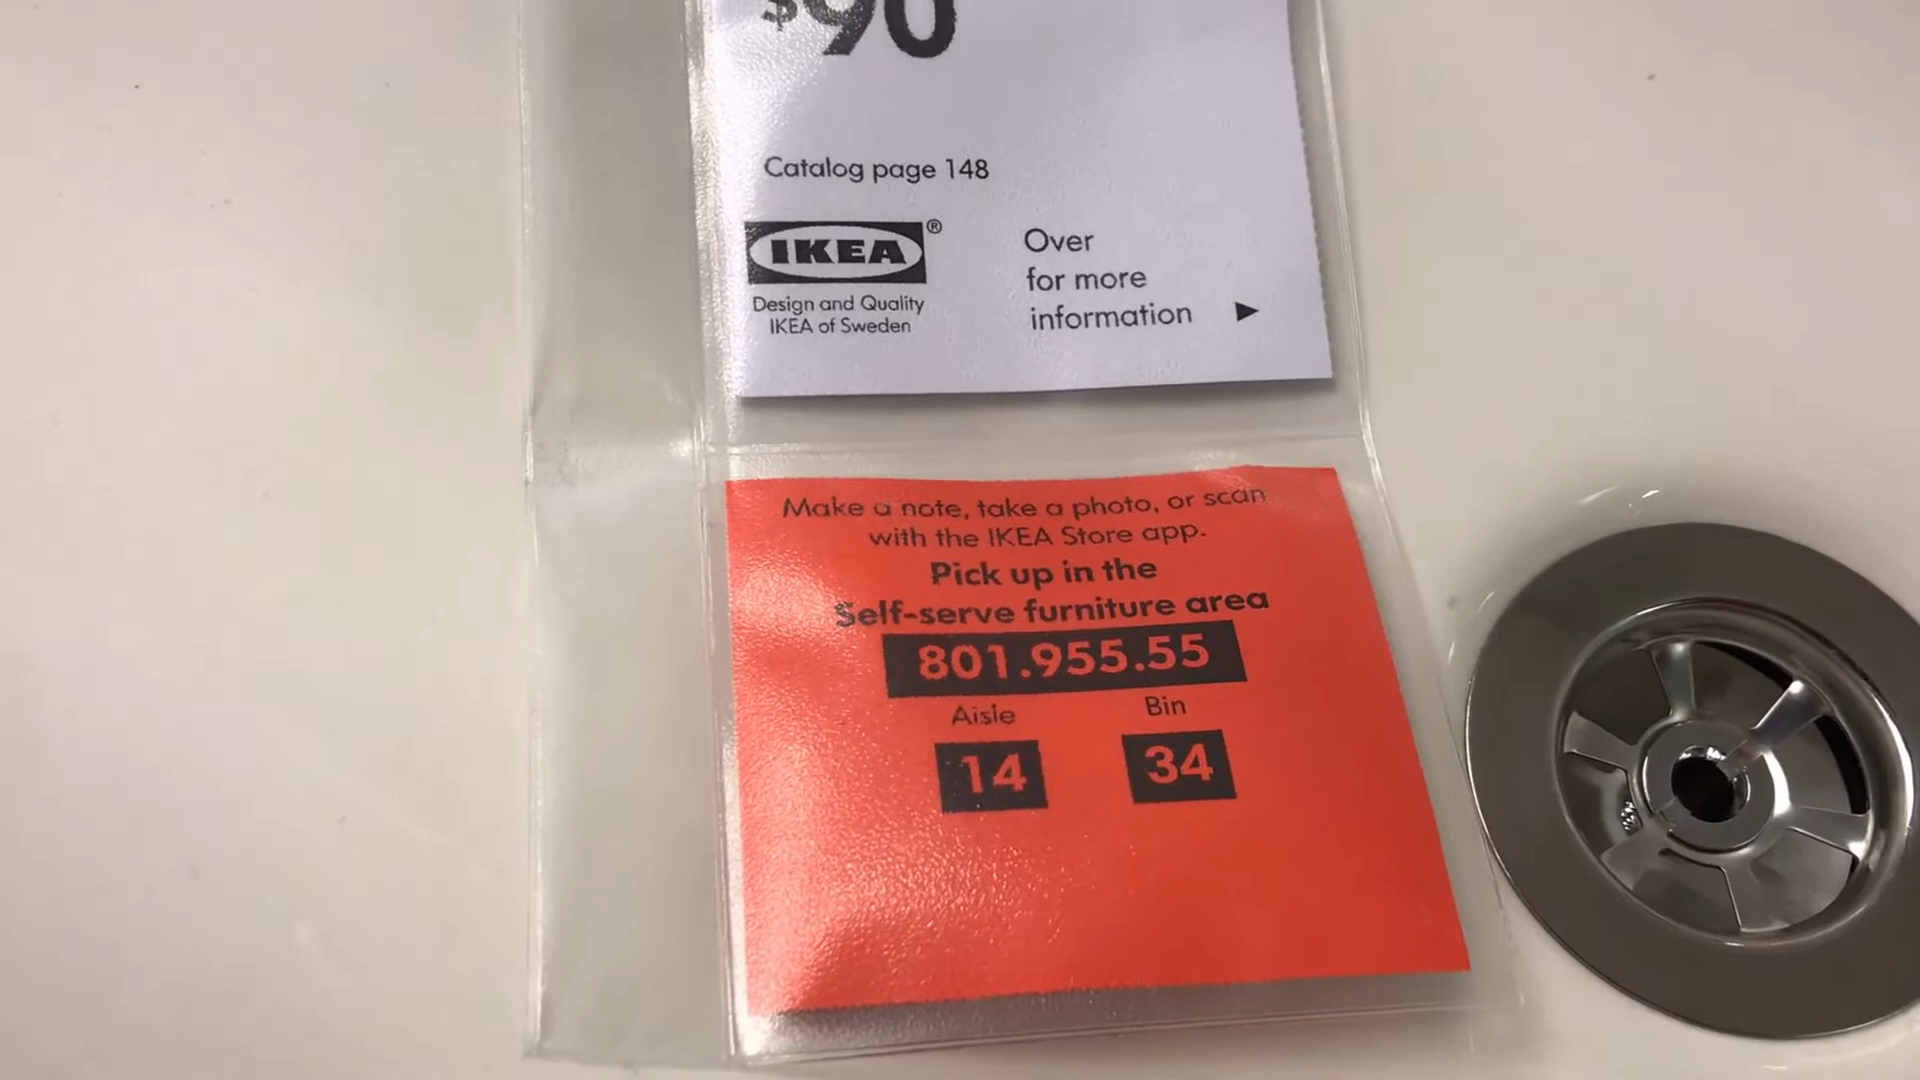 $90
Catalog page 148
IKEA®
Design and Quality
IKEA of Sweden
Over
for more
information ►
Make a note, take a photo, or scan
with the IKEA Store app.
Pick up in the
Self-serve furniture area
801.955.55
Aisle
Bin
14
34